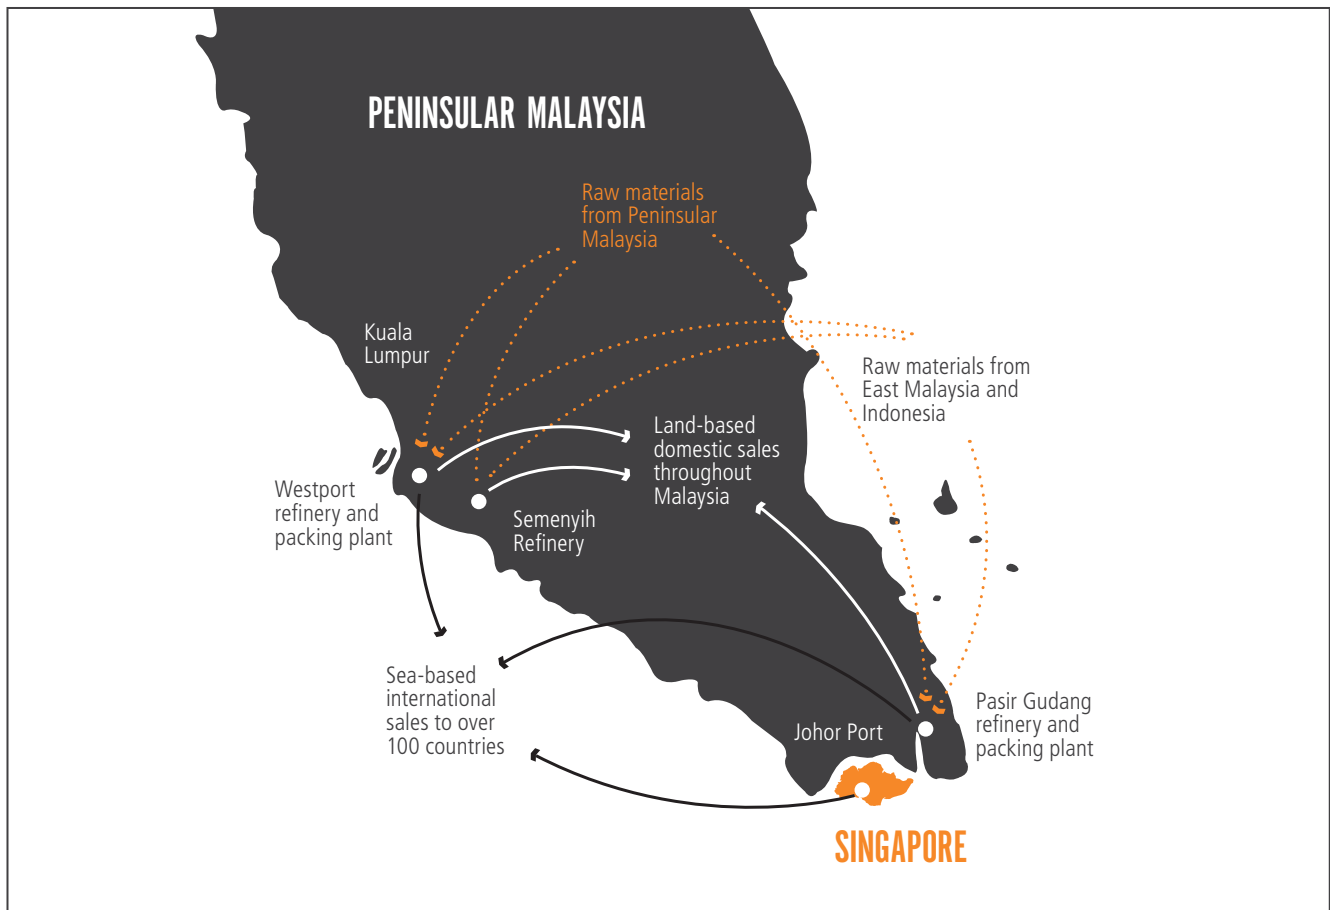 PENINSULAR MALAYSIA
Raw materials
from Peninsular
Malaysia
Kuala
Lumpur
Raw materials from
East Malaysia and
Indonesia
Land-based
domestic sales
throughout
Malaysia
Westport
refinery and
packing plant
Semenyih
Refinery
Sea-based
international
sales to over
100 countries
Johor Port
Pasir Gudang
refinery and
packing plant
SINGAPORE